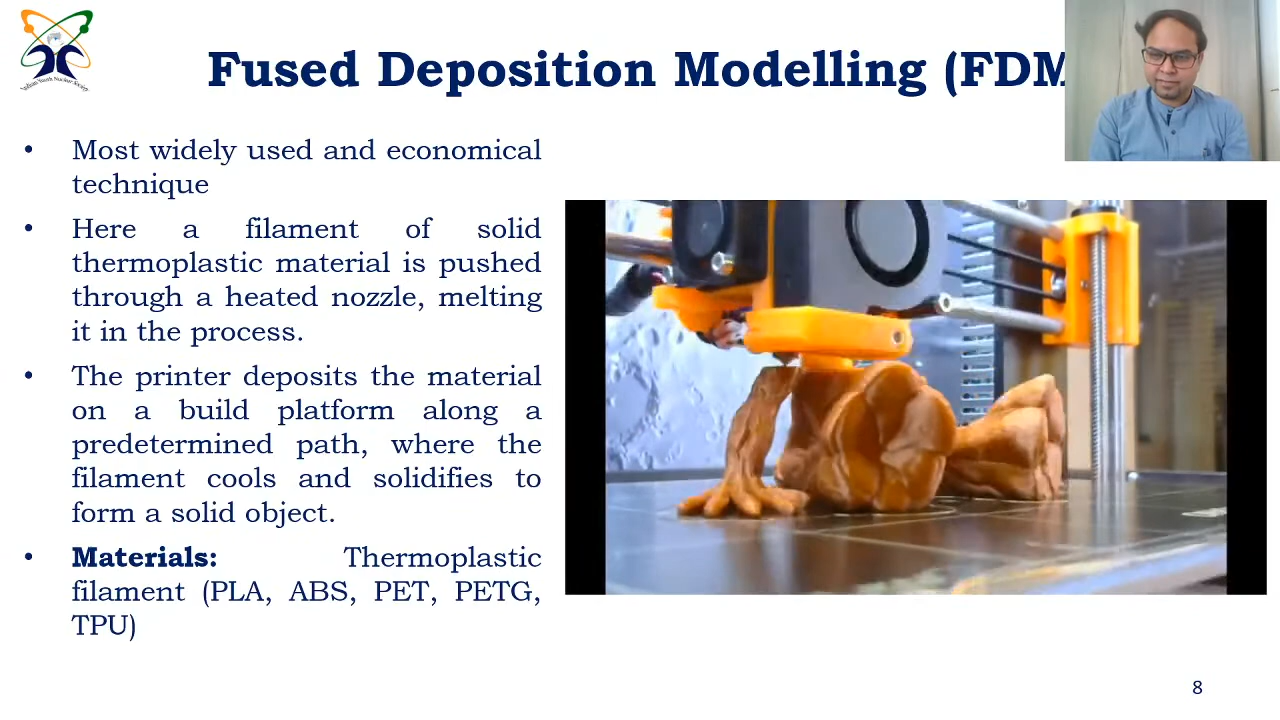 Fused Deposition Modelling (FDM
• Most widely used and economical
technique
• Here a filament of solid
thermoplastic material is pushed
through a heated nozzle, melting
it in the process.
• The printer deposits the material
on a build platform along a
predetermined path, where the
filament cools and solidifies to
form a solid object.
• Materials: Thermoplastic
filament (PLA, ABS, PET, PETG,
TPU)
8